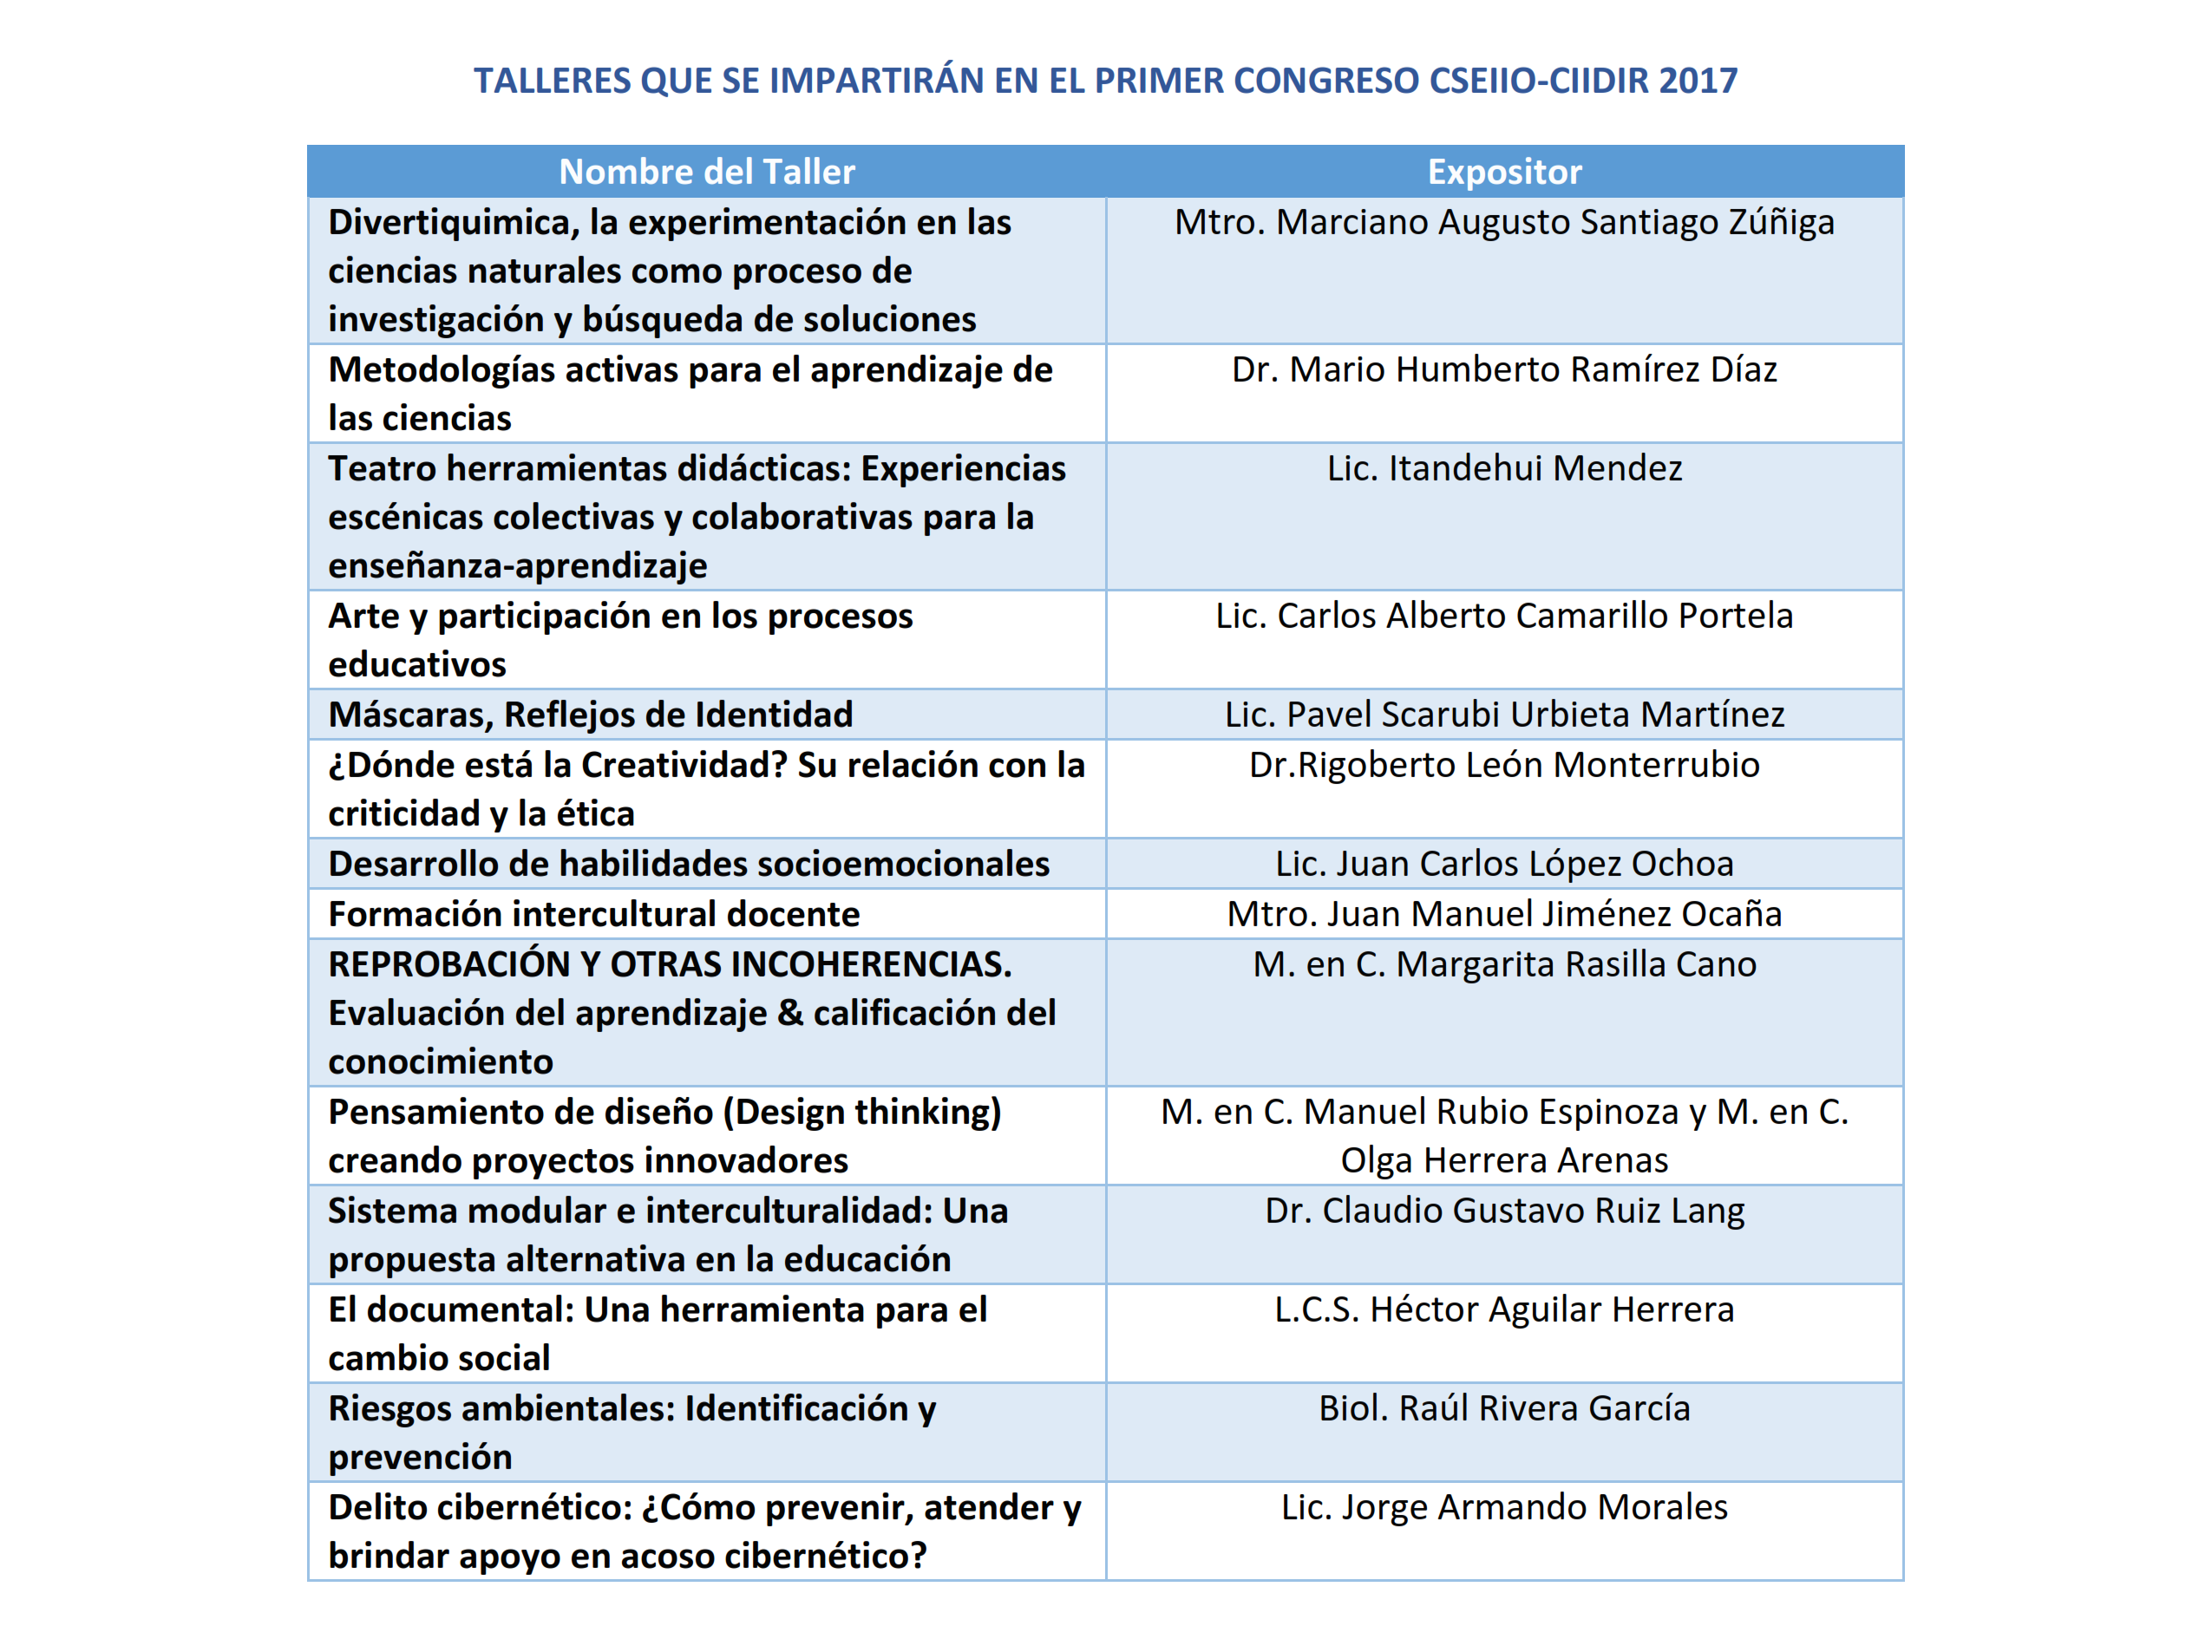 TALLERES QUE SE IMPARTIRÁN EN EL PRIMER CONGRESO CSEIIO-CIIDIR 2017
Nombre del Taller
Expositor
Divertiquimica, la experimentación en las
ciencias naturales como proceso de
investigación y búsqueda de soluciones
Mtro. Marciano Augusto Santiago Zúñiga
Metodologías activas para el aprendizaje de
las ciencias
Dr. Mario Humberto Ramírez Díaz
Teatro herramientas didácticas: Experiencias
escénicas colectivas y colaborativas para la
enseñanza-aprendizaje
Lic. Itandehui Mendez
Arte y participación en los procesos
educativos
Lic. Carlos Alberto Camarillo Portela
Máscaras, Reflejos de Identidad
Lic. Pavel Scarubi Urbieta Martínez
¿Dónde está la Creatividad? Su relación con la
criticidad y la ética
Dr.Rigoberto León Monterrubio
Desarrollo de habilidades socioemocionales
Lic. Juan Carlos López Ochoa
Formación intercultural docente
Mtro. Juan Manuel Jiménez Ocaña
REPROBACIÓN Y OTRAS INCOHERENCIAS.
Evaluación del aprendizaje & calificación del
conocimiento
M. en C. Margarita Rasilla Cano
Pensamiento de diseño (Design thinking)
creando proyectos innovadores
M. en C. Manuel Rubio Espinoza y M. en C.
Olga Herrera Arenas
Sistema modular e interculturalidad: Una
propuesta alternativa en la educación
Dr. Claudio Gustavo Ruiz Lang
El documental: Una herramienta para el
cambio social
L.C.S. Héctor Aguilar Herrera
Riesgos ambientales: Identificación y
prevención
Biol. Raúl Rivera García
Delito cibernético: ¿Cómo prevenir, atender y
brindar apoyo en acoso cibernético?
Lic. Jorge Armando Morales